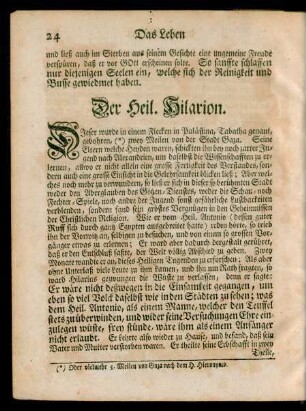 24 Das Leben
und ließ auch im Sterben aus seinem Gesichte eine ungemeine Freude
verspüren, daß er vor GOtt erscheinen solte. So sanffte schlaffen
nur diejenigen Seelen ein, welche sich der Reinigkeit und
Busse gewiedmet haben.
Der Heil. Hilarion.
Dieser wurde in einem Flecken in Palästina, Tabatha genant,
gebohren, (*) zwey Meilen von der Stadt Gaza. Seine
Eltern welche Heyden waren, schickten ihn bey noch zarter Ju-
gend nach Alexandrien, um daselbst die Wissenschafften zu er-
lernen; allwo er nicht allein eine grosse Fertigkeit des Verstandes, son-
dern auch eine grosse Einsicht in die Gelehrsamkeit blicken ließ; Aber welches
noch mehr zu verwundern, so liesser sich in dieser so berühmten Stadt
weder den Aberglauben des Götzen-Dienstes, weder die Schau, noch
Fechter-Spiele, noch andre der Jugend sonst gefährliche Lustbarkeiten
verblenden, sondern fand sein gröstes Vergnügen in den Geheimnissen
der Christlichen Religion. Wie er vom Heil. Antonio (dessen guter
Ruff sich durch gantz Egypten ausgebreitet hatte) reden hörte, so trieb
ihn der Vorwitz an, selbigen zu besuchen, und von einem so grossen Vor-
gänger etwas zu erlernen; Er ward aber dadurch dergestalt gerühret,
daß er den Entschluß faßte, der Welt völlig Abschied zu geben. Zwey
Monate wandte er an, dieses Heiligen Tugenden zu erforschen; Als aber
ohne Unterlaß viele Leute zu ihm kamen, und ihn um Rath fragten, so
ward Hilarius gezwungen die Wüste zu verlassen, denn er sagte:
Er wäre nicht deswegen in die Einsamkeit gegangen, um
eben so viel Volck daselbst wie in den Städten zu sehen; was
dem Heil. Antonio, als einem Manne, welcher den Teuffel
stets zu überwinden, und wider seine Versuchungen Ehre einz-
zulegen wüste, frey stünde, wäre ihm als einem Anfänger
nicht erlaubt. Er kehrte also wieder zu Hause, und befand, daß sein
Vater und Mutter verstorben waren. Er theilte seine Erbschafft in zwey
Theile,
(*) Oder vielmehr 5. Meilen von Gaza nach dem H. Hieronymo.